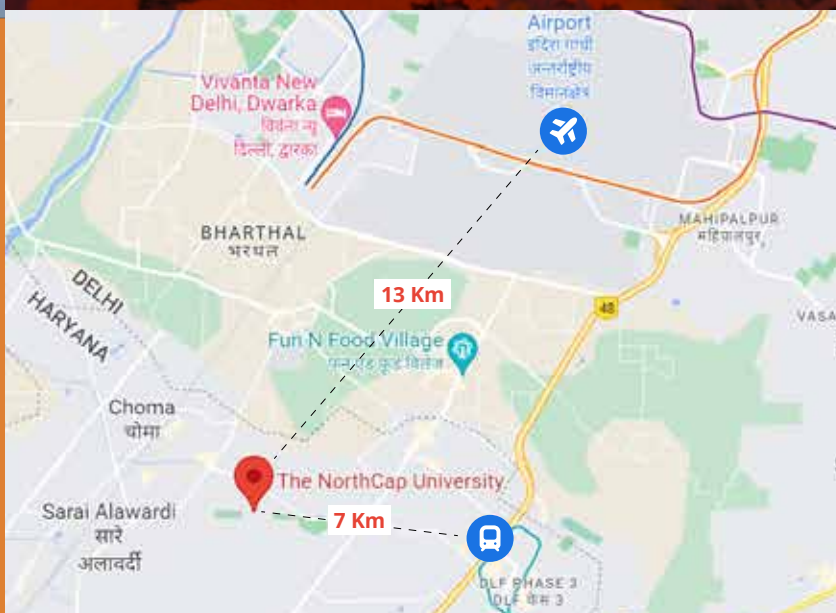 Airport
इंदिरा गांधी
अन्तर्राष्ट्रीय
विमानक्षेत्र
Vivanta New
Delhi, Dwarka
विवंता न्यू
दिल्ली, द्वारका
BHARTHAL
भरथल
MAHIPALPUR
महिपालपुर
DELHI
HARYANA
13 Km
48
VASA
Fun N Food Village
फन एंड फूड विलेज
Choma
चोमा
The NorthCap University
Sarai Alawardi
सारे
अलावर्दी
7 Km
DLF PHASE 3
DLF फेस 3